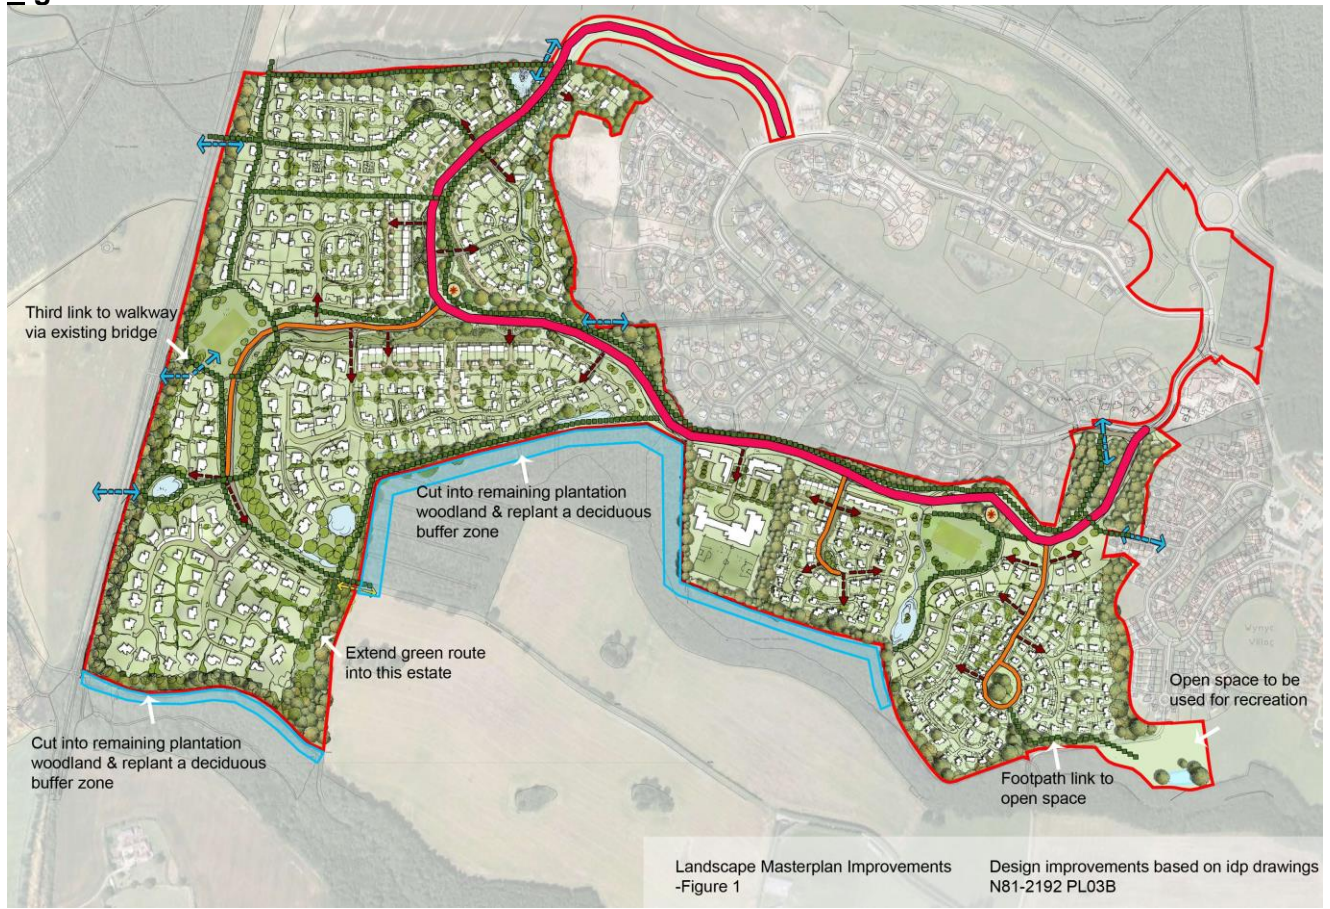 Third link to walkway
via existing bridge
Cut into remaining plantation
woodland & replant a deciduous
buffer zone
Extend green route
into this estate
Cut into remaining plantation
woodland & replant a deciduous
buffer zone
Open space to be
used for recreation
Footpath link to
open space
Landscape Masterplan Improvements
-Figure 1
Design improvements based on idp drawings
N81-2192 PL03B